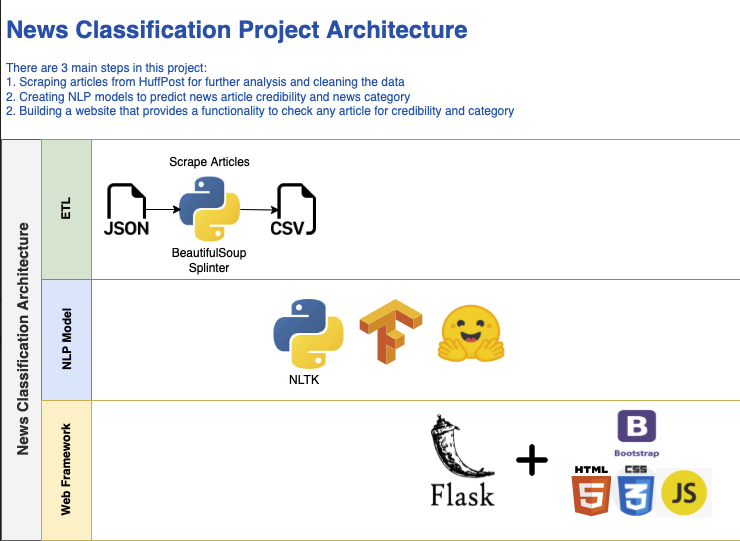 News Classification Project Architecture
There are 3 main steps in this project:
1. Scraping articles from HuffPost for further analysis and cleaning the data
2. Creating NLP models to predict news article credibility and news category
2. Building a website that provides a functionality to check any article for credibility and category
News Classification Architecture
ETL
Scrape Articles
JSON
CSV
BeautifulSoup
Splinter
NLP Model
NLTK
Web Framework
Flask
+
B
Bootstrap
HTML
5
CSS
3
JS